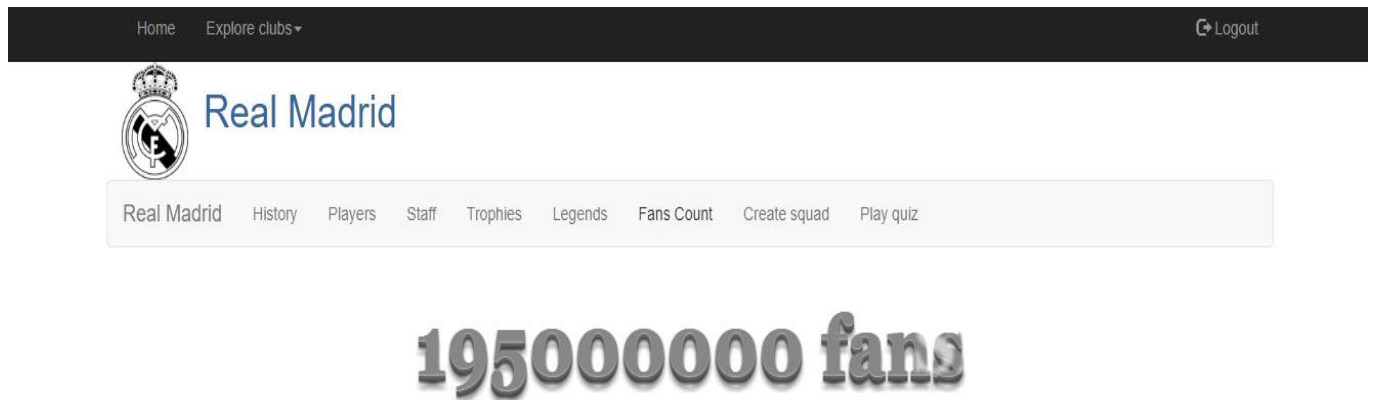 Home Explore clubs Logout
Real Madrid
Real Madrid History Players Staff Trophies Legends Fans Count Create squad Play quiz
195000000 fans